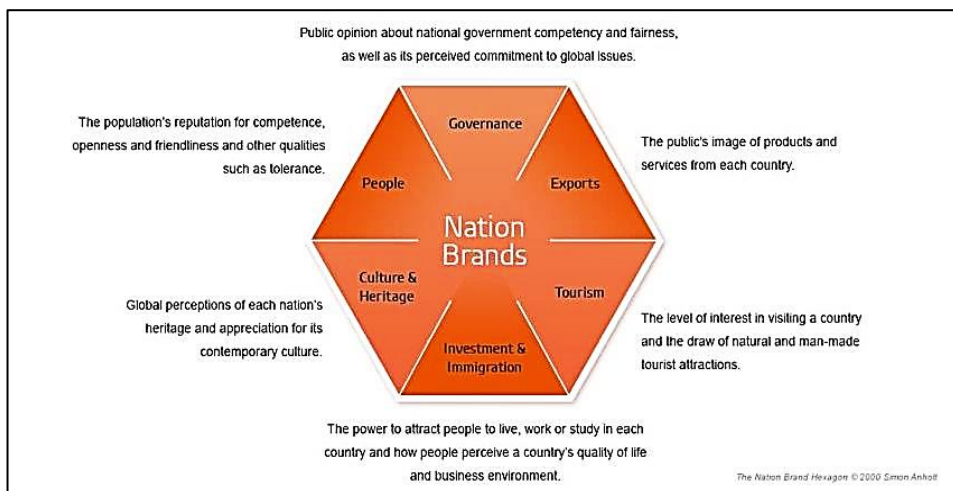 Public opinion about national government competency and fairness,
as well as its perceived commitment to global issues.
Governance
The population's reputation for competence,
openness and friendliness and other qualities
such as tolerance.
People
Exports
The public's image of products and
services from each country.
Nation
Brands
Culture &
Heritage
Tourism
Global perceptions of each nation's
heritage and appreciation for its
contemporary culture.
The level of interest in visiting a country
and the draw of natural and man-made
tourist attractions.
Investment &
Immigration
The power to attract people to live, work or study in each
country and how people perceive a country's quality of life
and business environment.
The Nation Brand Hexagon © 2000 Simon Anholt